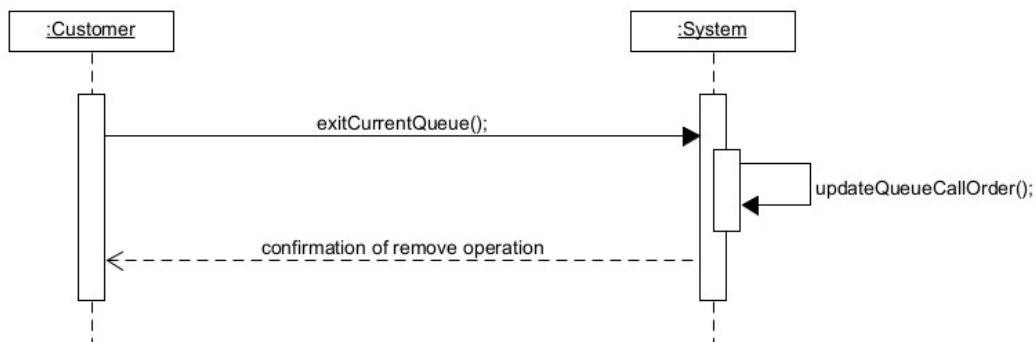 :Customer
:System
exitCurrentQueue();
updateQueueCallOrder();
confirmation of remove operation